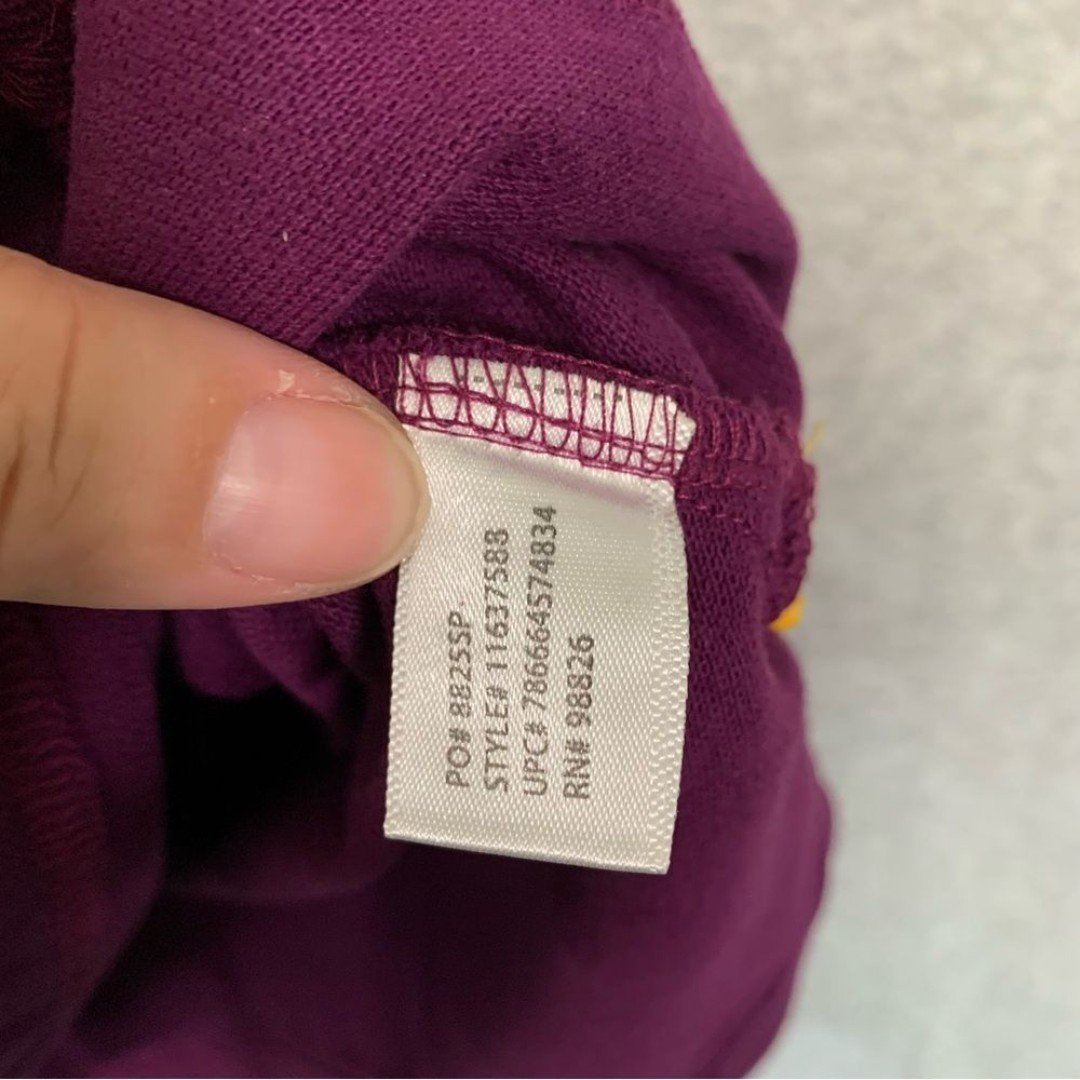 PO# 8825SP.
STYLE# 11637588
UPC# 786664574834
RN# 98826